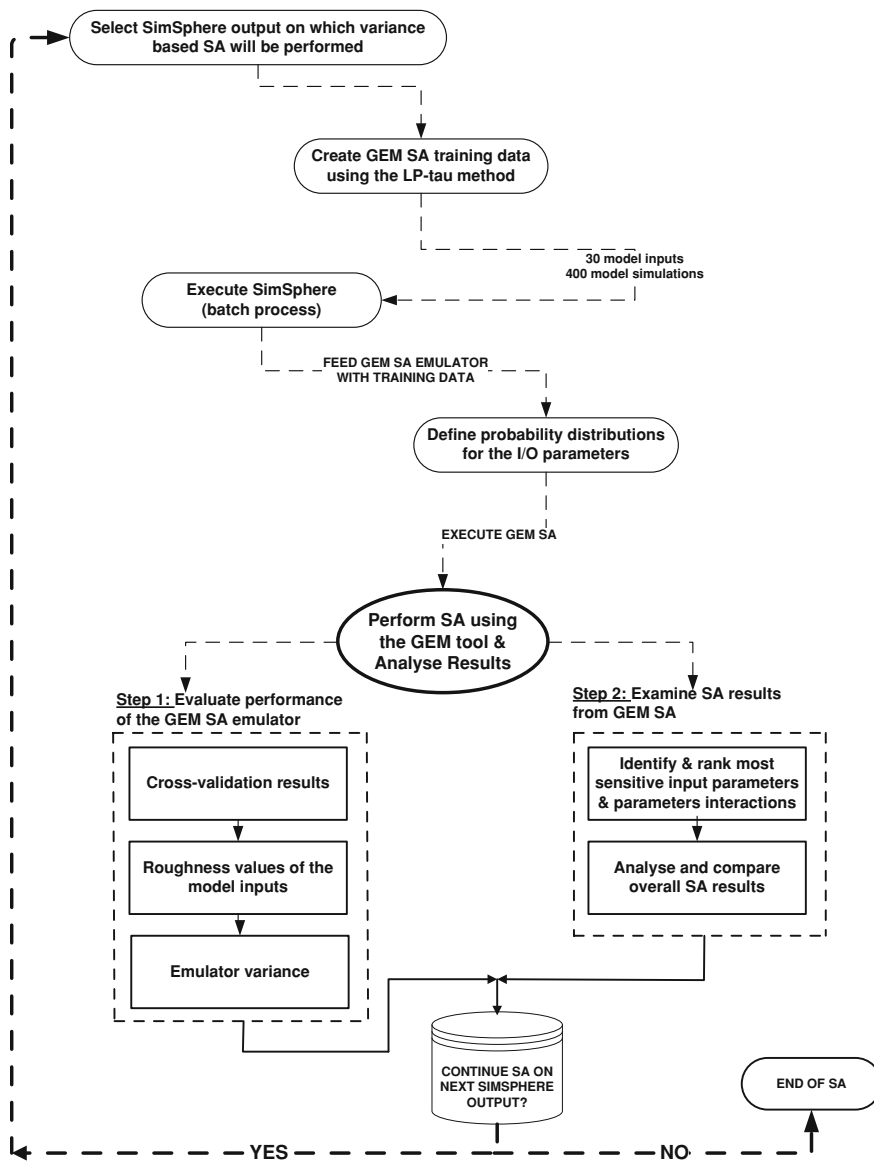 Select SimSphere output on which variance
based SA will be performed
Create GEM SA training data
using the LP-tau method
30 model inputs
400 model simulations
Execute SimSphere
(batch process)
FEED GEM SA EMULATOR
WITH TRAINING DATA
Define probability distributions
for the I/O parameters
EXECUTE GEM SA
Perform SA using
the GEM tool &
Analyse Results
Step 1: Evaluate performance
of the GEM SA emulator
Cross-validation results
Roughness values of the
model inputs
Emulator variance
Step 2: Examine SA results
from GEM SA
Identify & rank most
sensitive input parameters
& parameters interactions
Analyse and compare
overall SA results
CONTINUE SA ON
NEXT SIMSPHERE
OUTPUT?
END OF SA
YES
NO